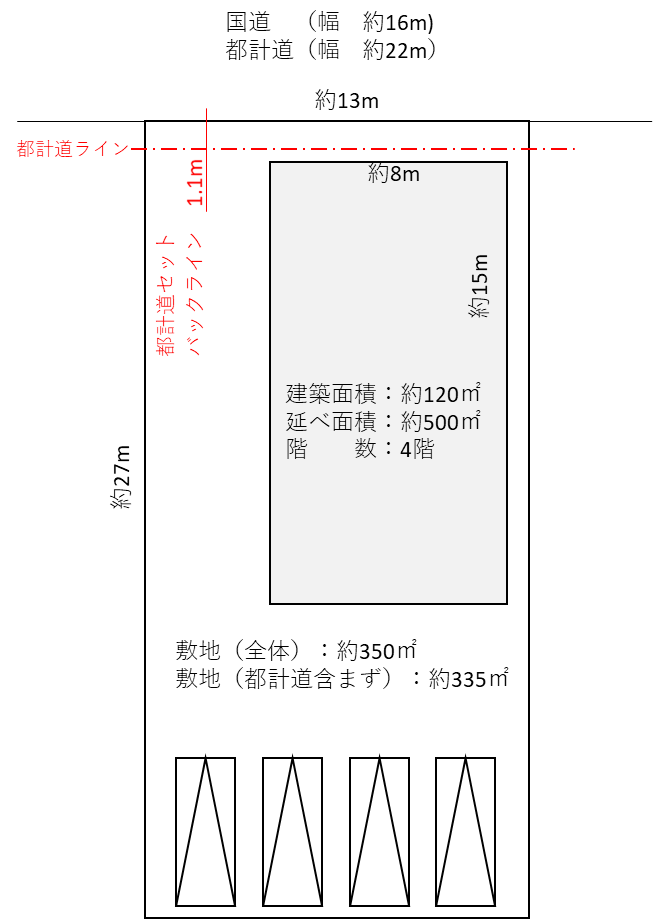 国道　（幅　約16m)
都計道（幅　約22m）
約13m
都計道ライン
1.1m
約8m
都計道セット
バックライン
約15m
建築面積：約120㎡
延べ面積：約500㎡
階　　数：4階
約27m
敷地（全体）：約350㎡
敷地（都計道含まず）：約335㎡